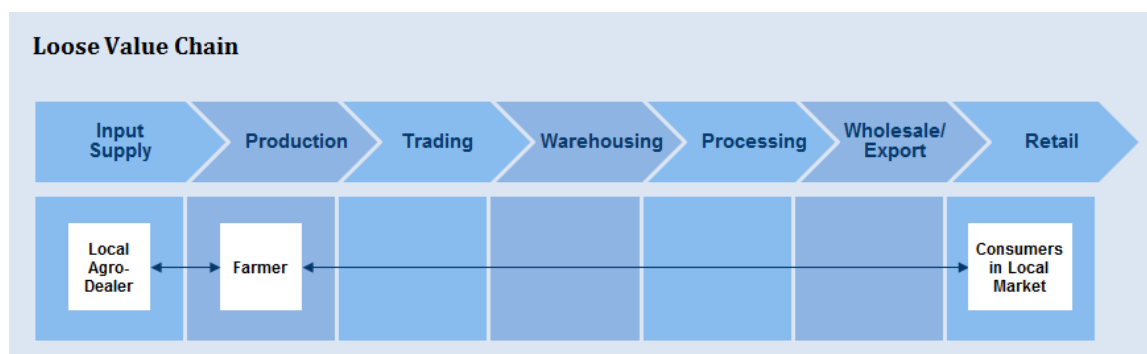 Loose Value Chain
Input
Supply
Production
Trading
Warehousing
Processing
Wholesale/
Export
Retail
Local
Agro-
Dealer
Farmer
Consumers
in Local
Market